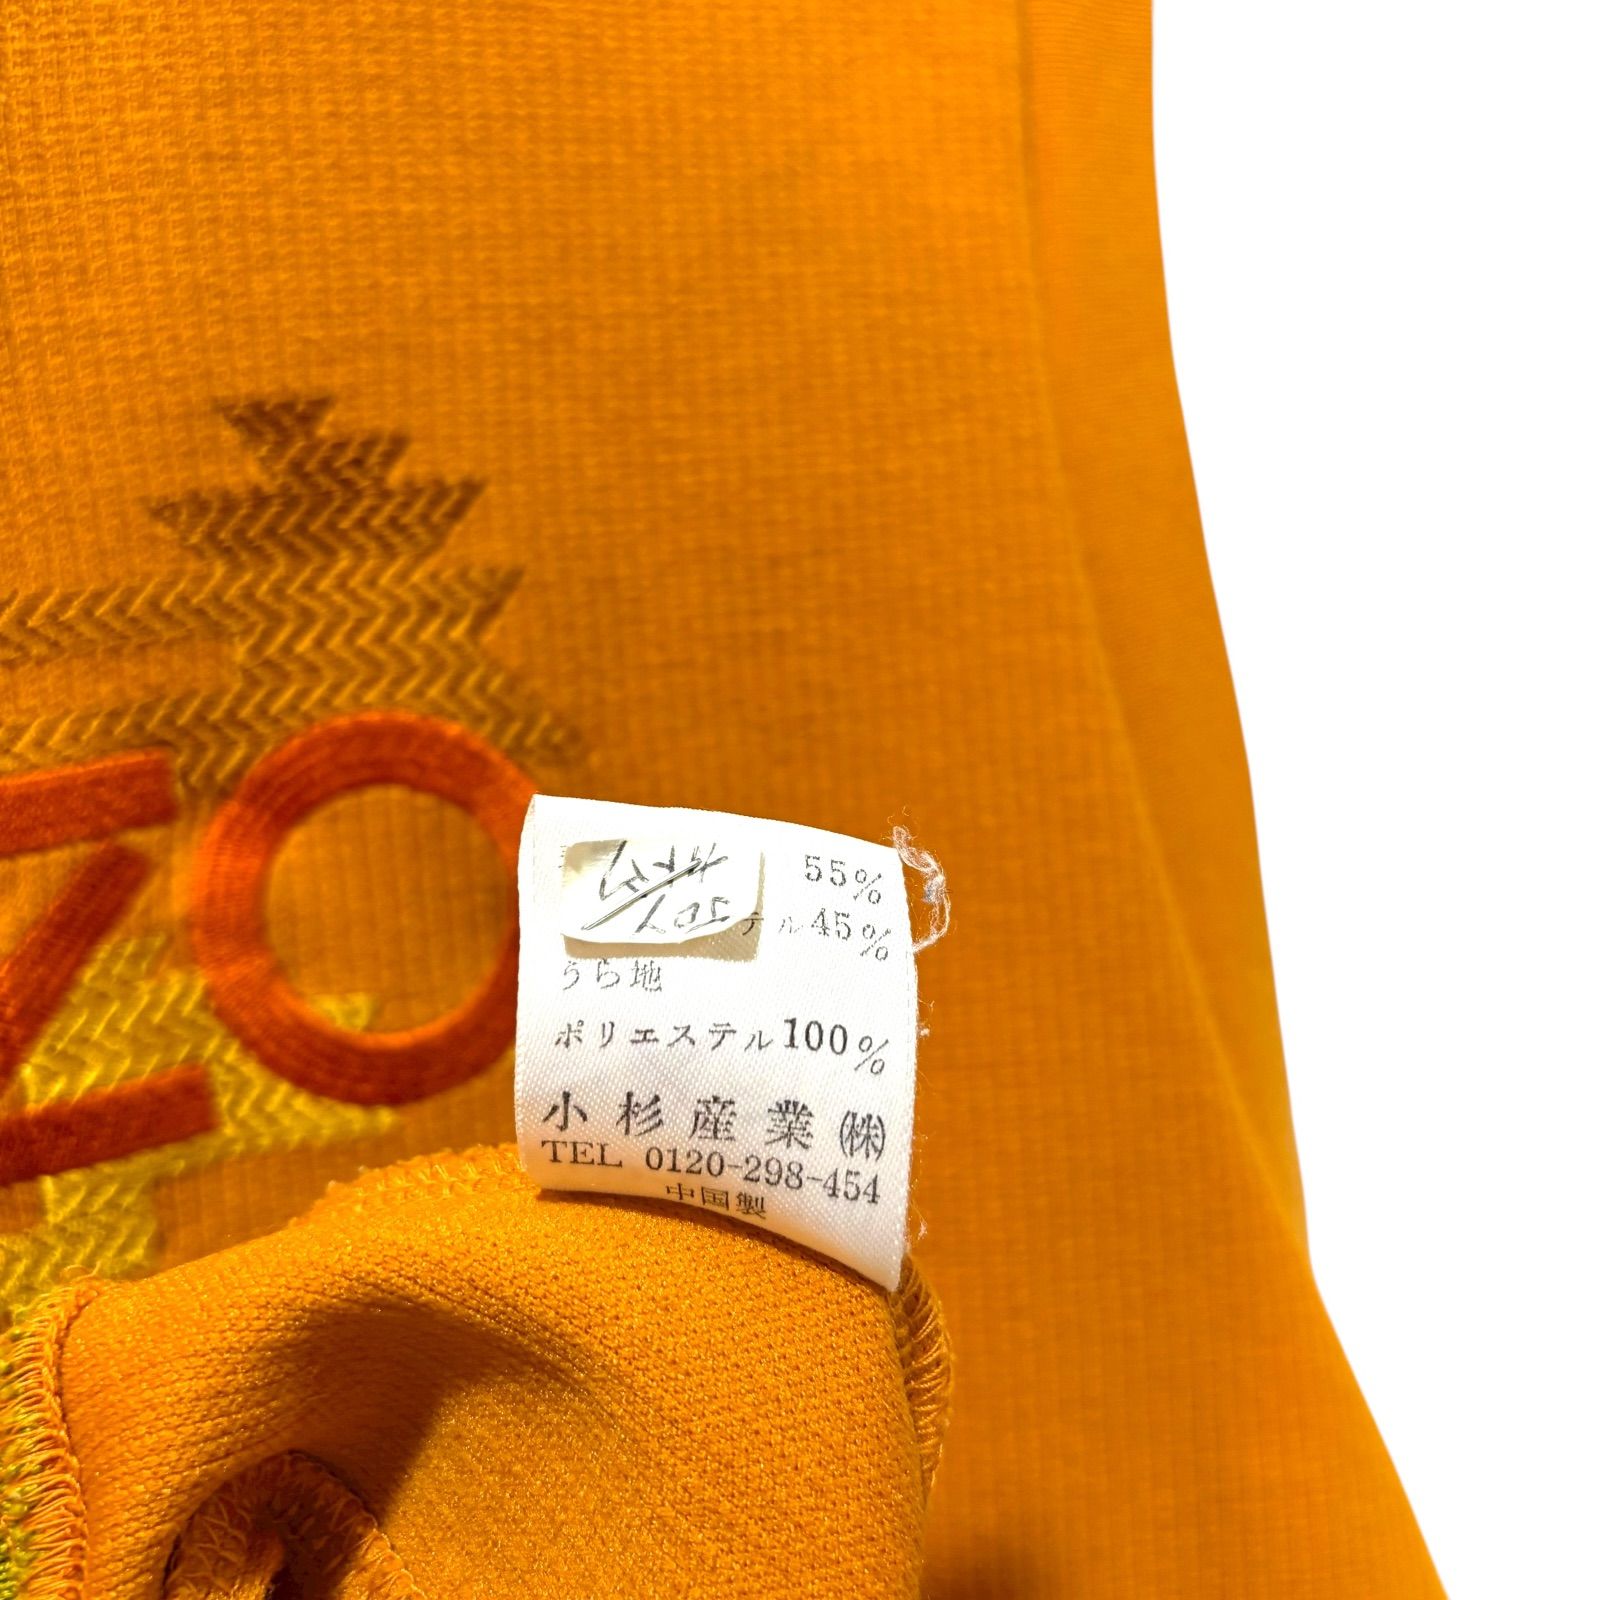 ZO
55%
テル45%
うら地
ポリエステル100%
小杉産業(株)
TEL 0120-298-454
中国製